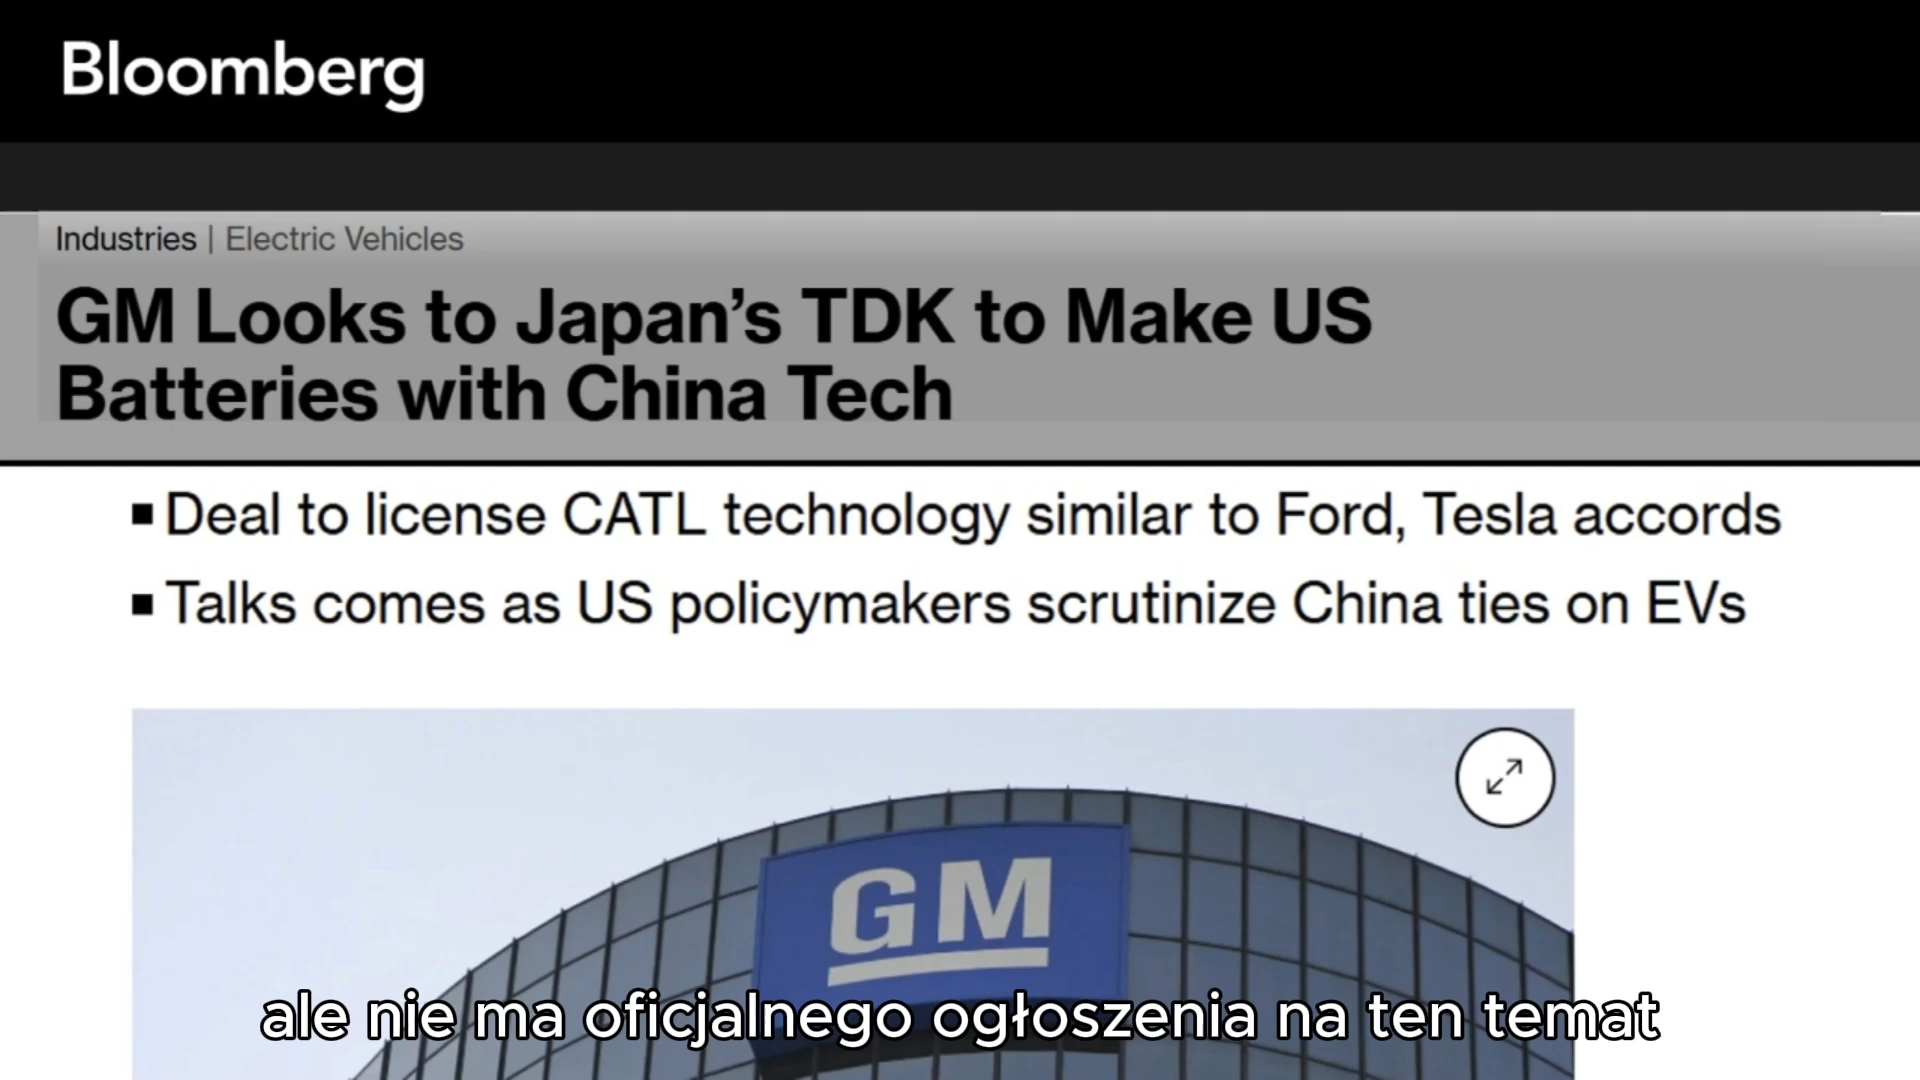 Bloomberg
Industries | Electric Vehicles
GM Looks to Japan’s TDK to Make US
Batteries with China Tech
▪ Deal to license CATL technology similar to Ford, Tesla accords
▪ Talks comes as US policymakers scrutinize China ties on EVs
GM
ale nie ma oficjalnego ogłoszenia na ten temat